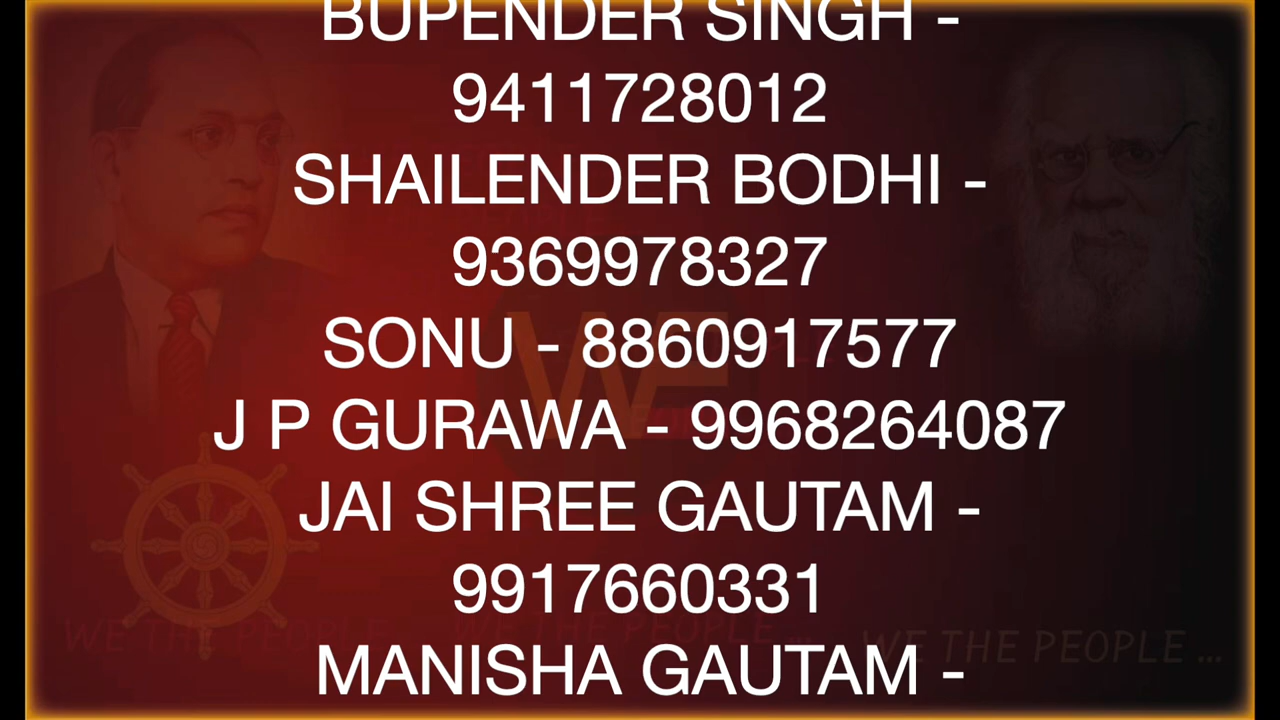 BUPENDER SINGH -
9411728012
SHAILENDER BODHI -
9369978327
SONU - 8860917577
J P GURAWA - 9968264087
JAI SHREE GAUTAM -
9917660331
MANISHA GAUTAM -
WE THE PEOPLE... WE THE PEOPLE... WE THE PEOPLE...